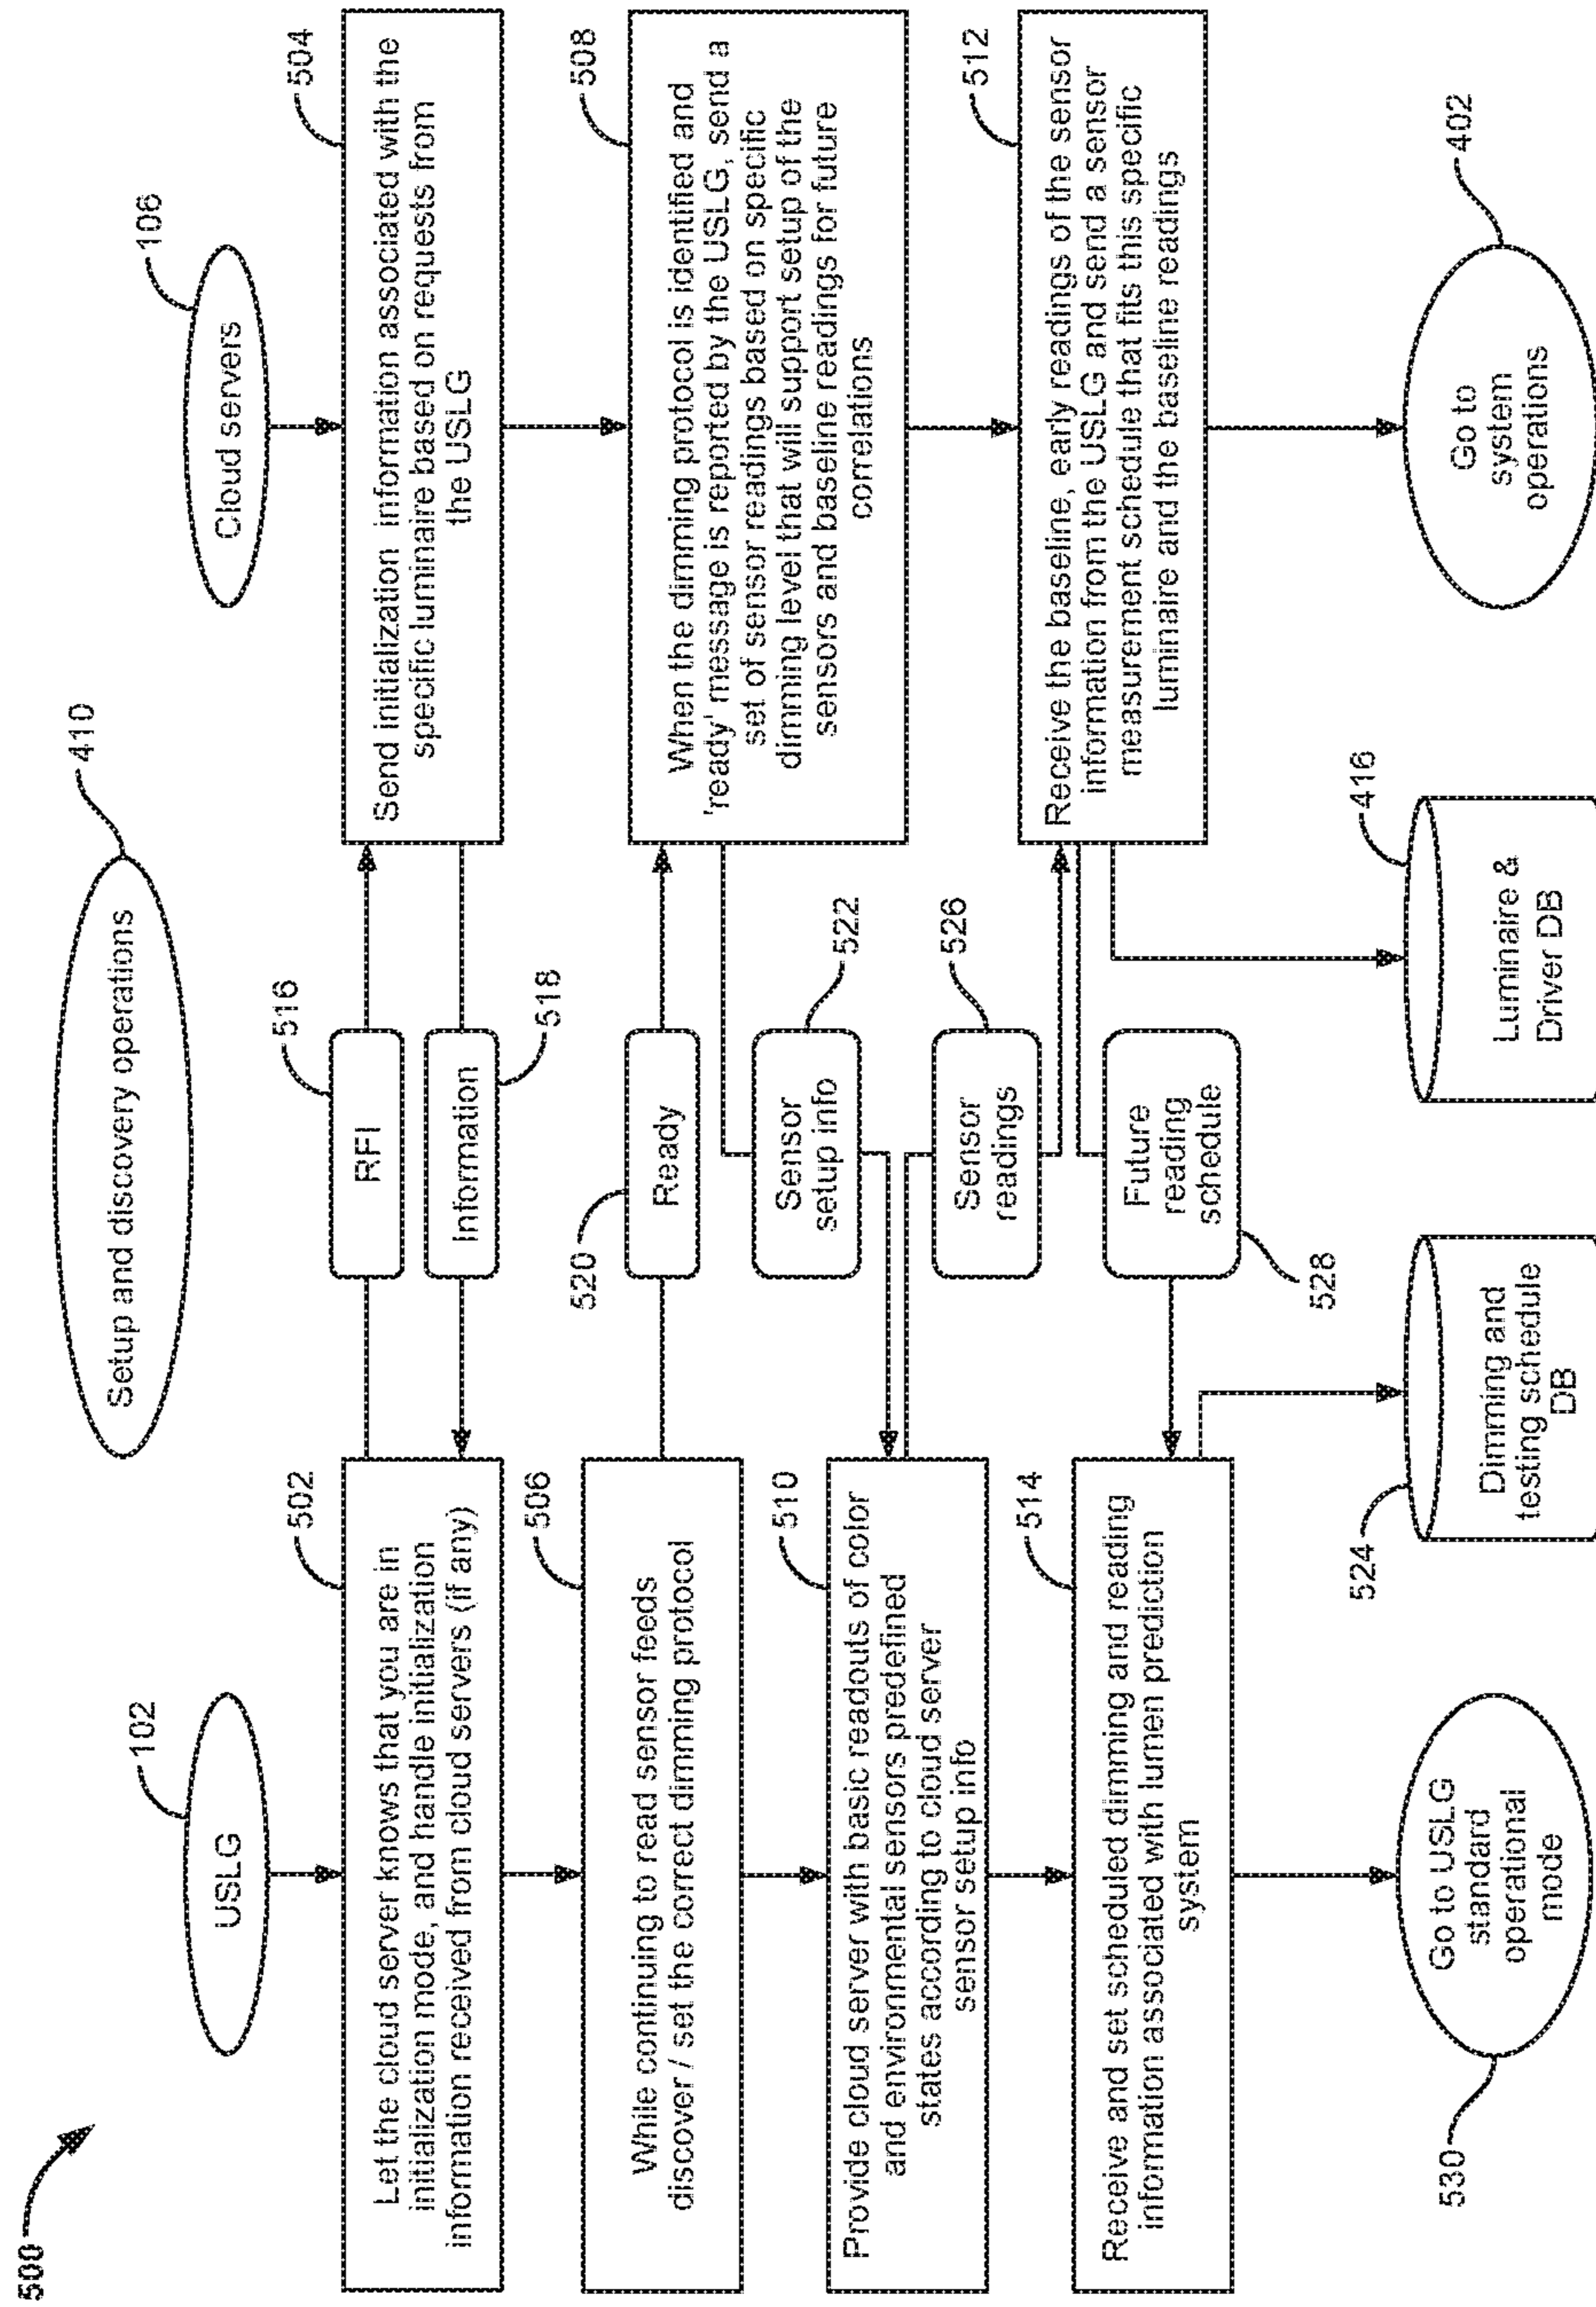 500
Setup and discovery operations
410
USLG
102
Cloud servers
106
502
Let the cloud server knows that you are in
initialization mode, and handle initialization
information received from cloud servers (if any)
RFI
516
Information
518
504
Send initialization information associated with the
specific luminaire based on requests from
the USLG
506
While continuing to read sensor feeds
discover / set the correct dimming protocol
520
Ready
508
When the dimming protocol is identified and
'ready' message is reported by the USLG, send a
set of sensor readings based on specific
dimming level that will support setup of the
sensors and baseline readings for future
correlations
Sensor
setup info
522
510
Provide cloud server with basic readouts of color
and environmental sensors predefined
states according to cloud server
sensor setup info
Sensor
readings
526
512
Receive the baseline, early readings of the sensor
information from the USLG and send a sensor
measurement schedule that fits this specific
luminaire and the baseline readings
514
Receive and set scheduled dimming and reading
information associated with lumen prediction
system
Future
reading
schedule
528
530
Go to USLG
standard
operational
mode
524
Dimming and
testing schedule
DB
416
Luminaire &
Driver DB
402
Go to
system
operations